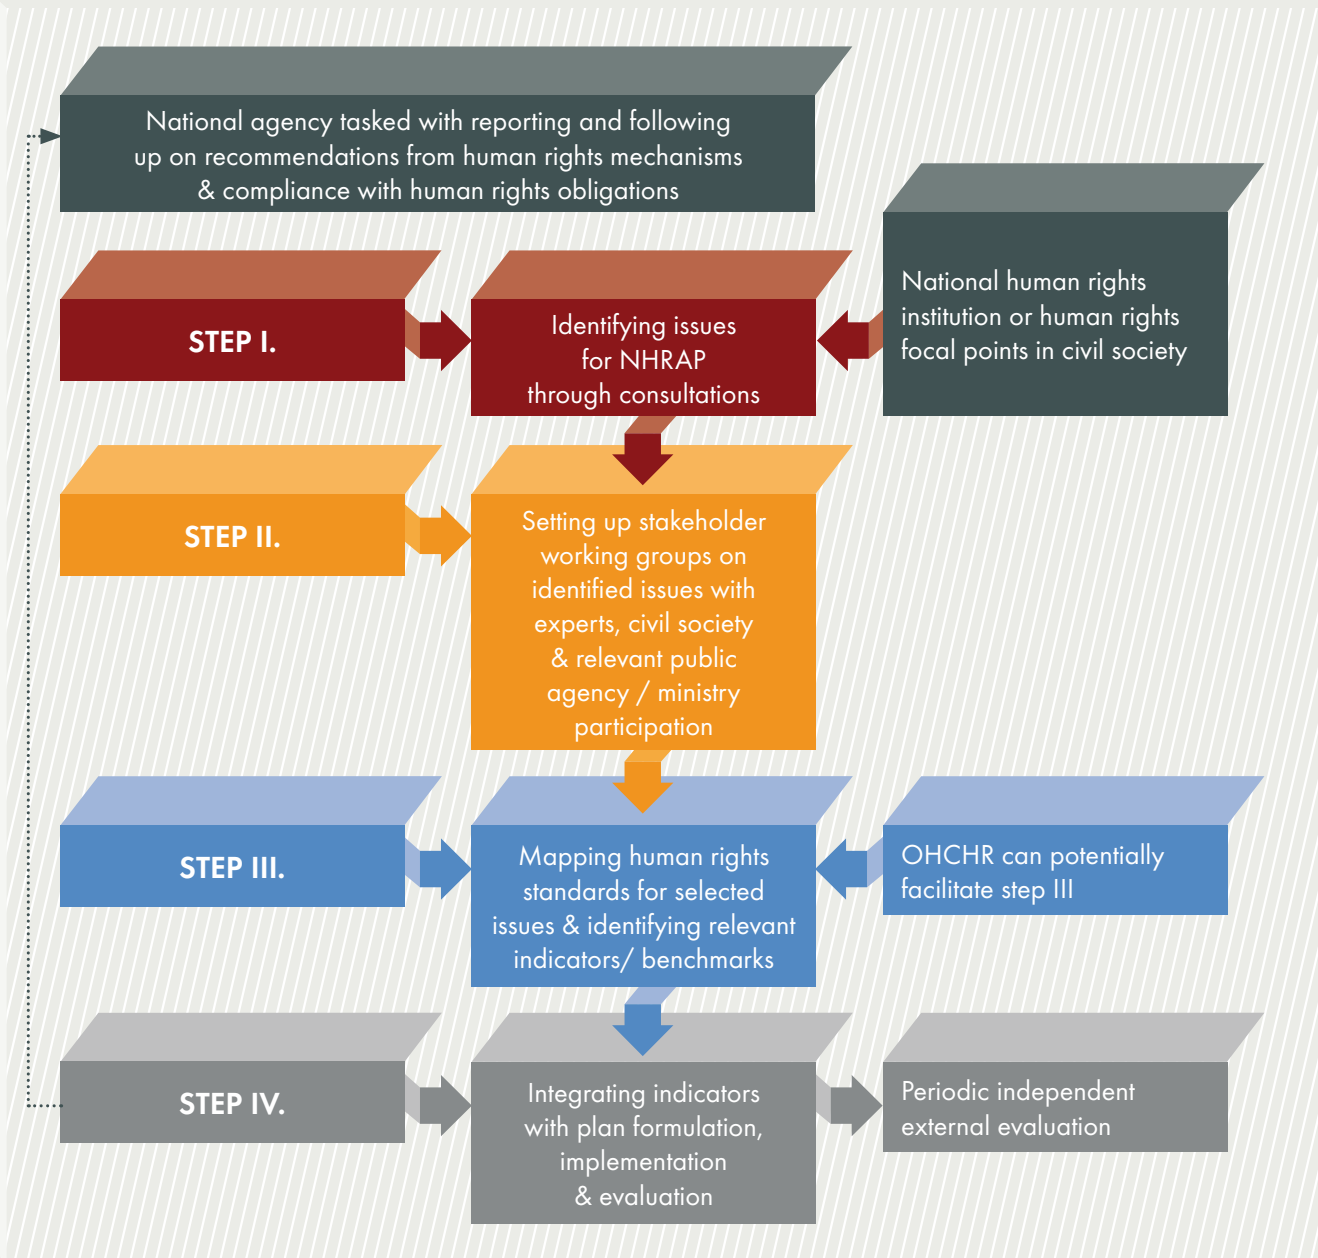 National agency tasked with reporting and following
up on recommendations from human rights mechanisms
& compliance with human rights obligations
STEP I.
Identifying issues
for NHRAP
through consultations
National human rights
institution or human rights
focal points in civil society
STEP II.
Setting up stakeholder
working groups on
identified issues with
experts, civil society
& relevant public
agency / ministry
participation
STEP III.
Mapping human rights
standards for selected
issues & identifying relevant
indicators/ benchmarks
OHCHR can potentially
facilitate step III
STEP IV.
Integrating indicators
with plan formulation,
implementation
& evaluation
Periodic independent
external evaluation